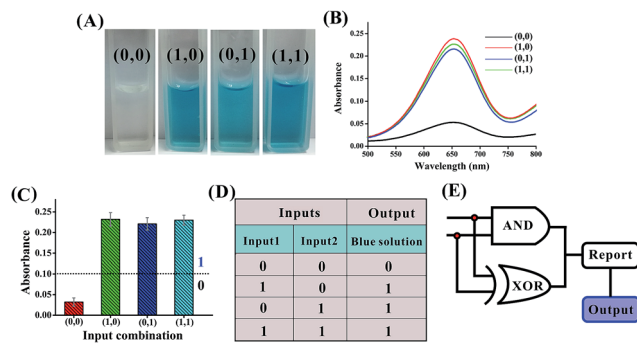 (A)
(0,0) (1,0) (0,1) (1,1)
(B)
Absorbance
0.25
0.20
0.15
0.10
0.05
0.00
500 550 600 650 700 750 800
Wavelength (nm)
(0,0)
(1,0)
(0,1)
(1,1)
(C)
Absorbance
0.25
0.20
0.15
0.10
0.05
0.00
1
0
(0,0) (1,0) (0,1) (1,1)
Input combination
(D)
Inputs Output
Input1 Input2 Blue solution
0 0 0
1 0 1
0 1 1
1 1 1
(E)
AND
XOR
Report
Output